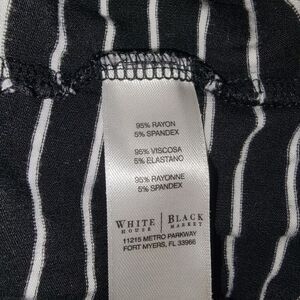 95% RAYON
5% SPANDEX
95% VISCOSA
5% ELASTANO
95% RAYONNE
5% SPANDEX
WHITE | BLACK
HOUSE | MARKET
11215 METRO PARKWAY
FORT MYERS, FL 33966